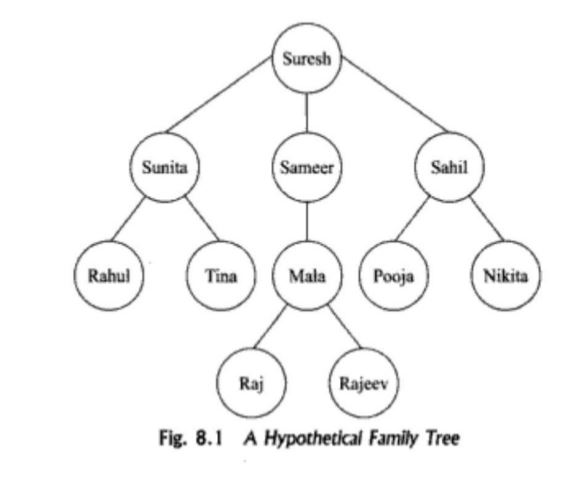 Suresh
Sunita
Sameer
Sahil
Rahul
Tina
Mala
Pooja
Nikita
Raj
Rajeev
Fig. 8.1 A Hypothetical Family Tree